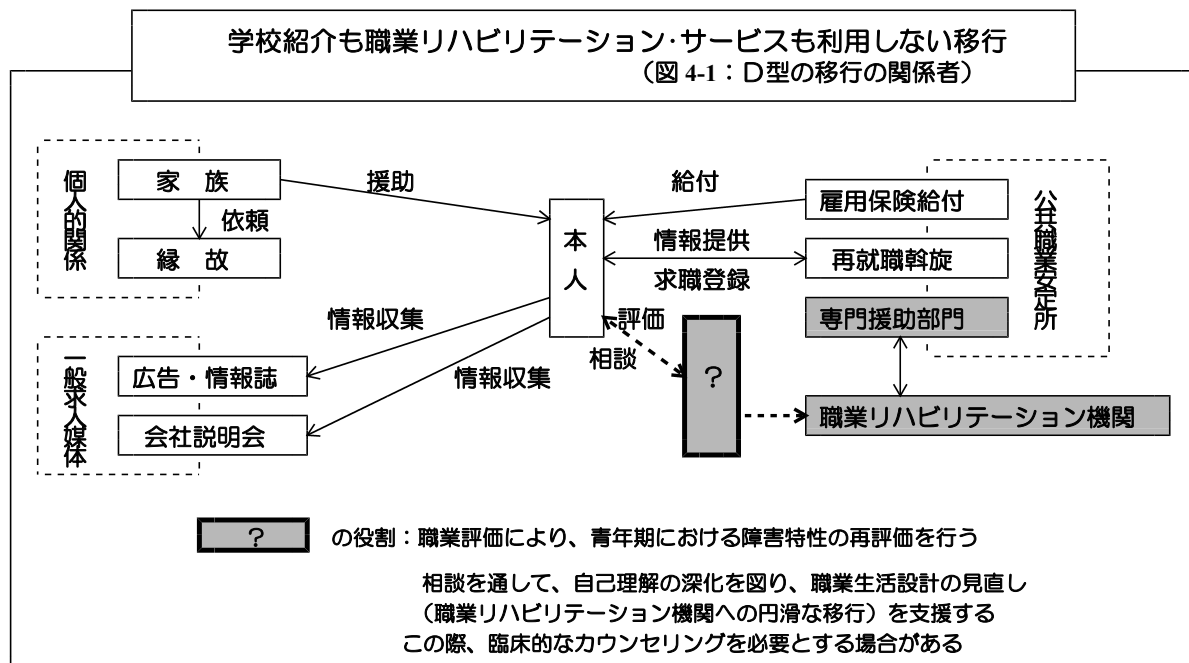 学校紹介も職業リハビリテーション･サービスも利用しない移行
（図 4-1：Ｄ型の移行の関係者）
個人的関係
家　族
依頼
縁　故
援助
本人
給付
雇用保険給付
情報提供
求職登録
再就職斡旋
専門援助部門
公共職業安定所
一般求人媒体
情報収集
広告・情報誌
情報収集
会社説明会
評価
相談
？
職業リハビリテーション機関
？　の役割：職業評価により、青年期における障害特性の再評価を行う
相談を通して、自己理解の深化を図り、職業生活設計の見直し
（職業リハビリテーション機関への円滑な移行）を支援する
この際、臨床的なカウンセリングを必要とする場合がある